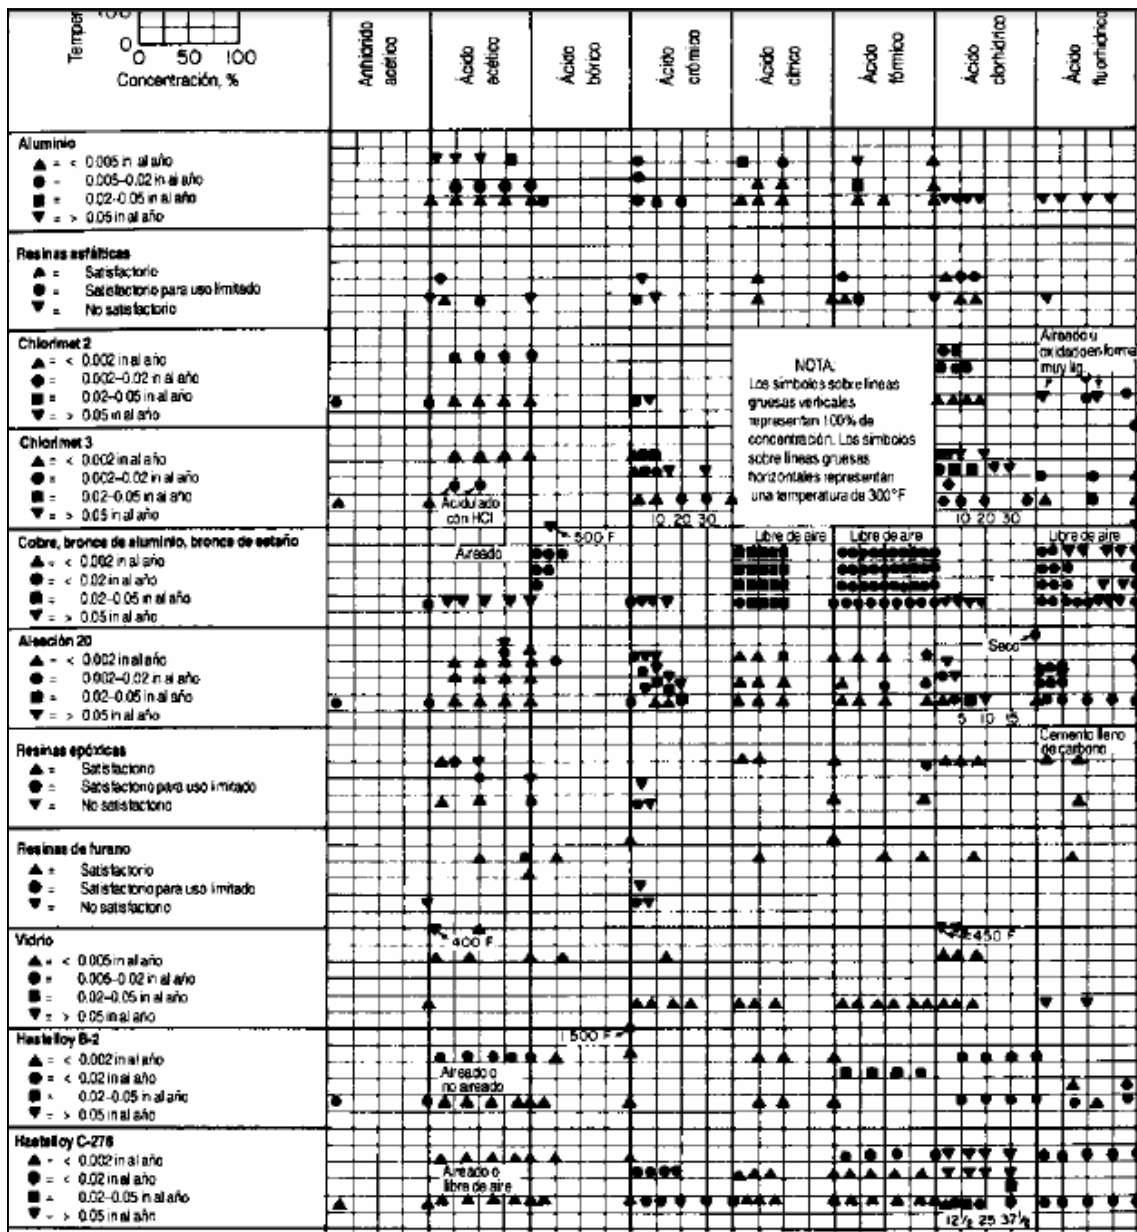 100
Temper
0
0 50 100
Concentración, %
Anhídrido
acético
Ácido
acético
Ácido
bórico
Ácido
crómico
Ácido
cítrico
Ácido
fórmico
Ácido
clorhídrico
Ácido
fluorhídrico
Aluminio
▲ = < 0.005 in al año
● = 0.005–0.02 in al año
■ = 0.02–0.05 in al año
▼ = > 0.05 in al año
Resinas asfálticas
▲ = Satisfactorio
● = Satisfactorio para uso limitado
▼ = No satisfactorio
Chlorimet 2
▲ = < 0.002 in al año
● = 0.002–0.02 in al año
■ = 0.02–0.05 in al año
▼ = > 0.05 in al año
NOTA:
Los símbolos sobre líneas
gruesas verticales
representan 100% de
concentración. Los símbolos
sobre líneas gruesas
horizontales representan
una temperatura de 300°F
Aireado u
oxidado en forma
muy lig.
Chlorimet 3
▲ = < 0.002 in al año
● = 0.002–0.02 in al año
■ = 0.02–0.05 in al año
▼ = > 0.05 in al año
Acidulado
con HCl
10 20 30
10 20 30
Cobre, bronce de aluminio, bronce de estaño
▲ = < 0.002 in al año
● = < 0.02 in al año
■ = 0.02–0.05 in al año
▼ = > 0.05 in al año
500 F
Aireado
Libre de aire
Libre de aire
Libre de aire
Aleación 20
▲ = < 0.002 in al año
● = 0.002–0.02 in al año
■ = 0.02–0.05 in al año
▼ = > 0.05 in al año
Seco
5 10 15
Resinas epóxicas
▲ = Satisfactorio
● = Satisfactorio para uso limitado
▼ = No satisfactorio
Cemento lleno
de carbono
Resinas de furano
▲ = Satisfactorio
● = Satisfactorio para uso limitado
▼ = No satisfactorio
Vidrio
▲ = < 0.005 in al año
● = 0.005–0.02 in al año
■ = 0.02–0.05 in al año
▼ = > 0.05 in al año
400 F
450 F
Hastelloy B-2
▲ = < 0.002 in al año
● = < 0.02 in al año
■ = 0.02–0.05 in al año
▼ = > 0.05 in al año
1 500 F
Aireado o
no aireado
Hastelloy C-276
▲ = < 0.002 in al año
● = < 0.02 in al año
■ = 0.02–0.05 in al año
▼ = > 0.05 in al año
Aireado o
libre de aire
12½ 25 37½